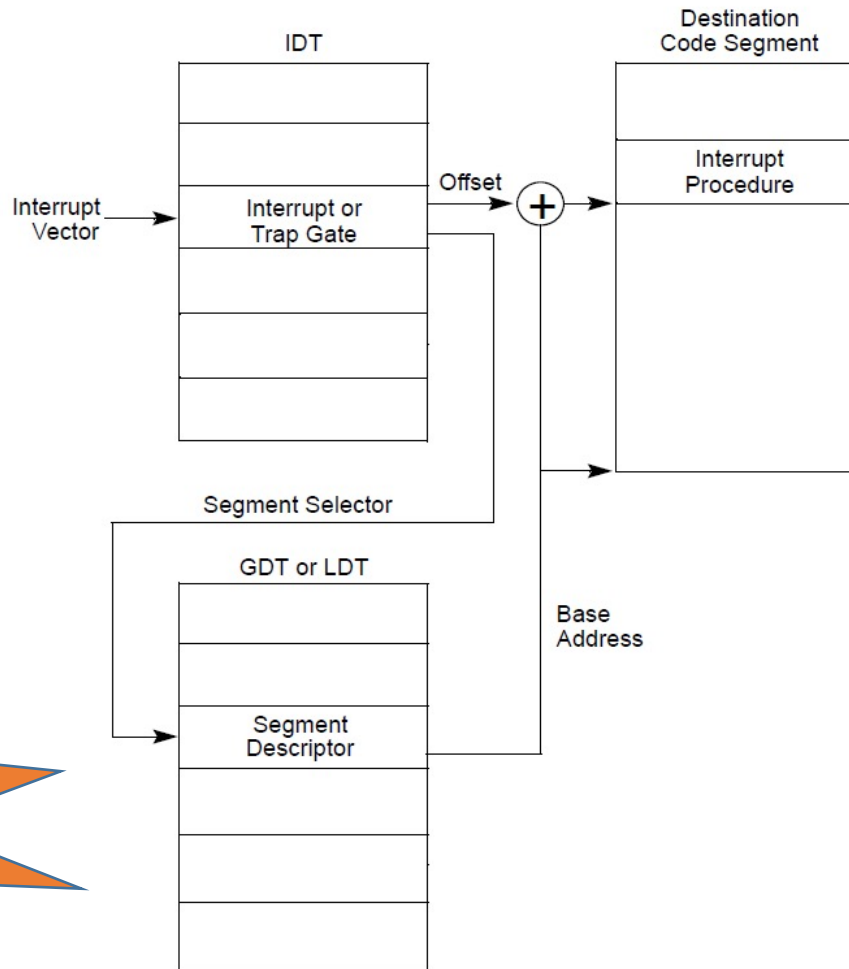 IDT
Destination
Code Segment
Interrupt
Vector
Interrupt or
Trap Gate
Offset
+
Interrupt
Procedure
Segment Selector
GDT or LDT
Base
Address
Segment
Descriptor